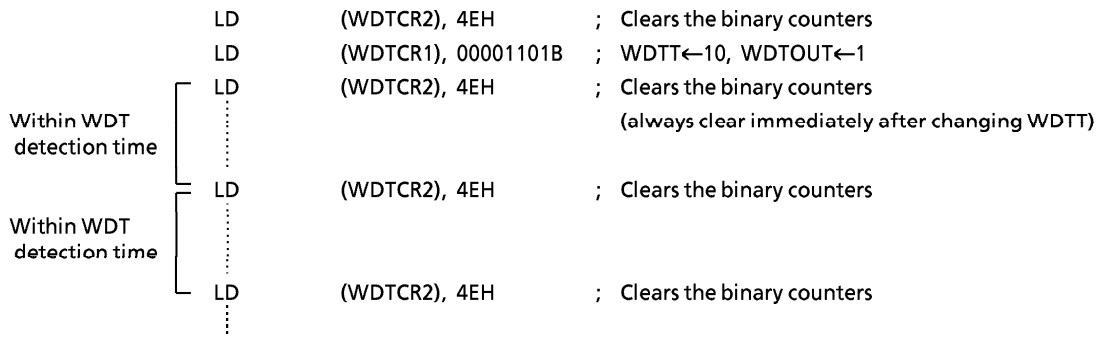 LD (WDTCR2), 4EH ; Clears the binary counters
LD (WDTCR1), 00001101B ; WDTT←10, WDTOUT←1
LD (WDTCR2), 4EH ; Clears the binary counters
(always clear immediately after changing WDTT)
Within WDT
detection time
LD (WDTCR2), 4EH ; Clears the binary counters
Within WDT
detection time
LD (WDTCR2), 4EH ; Clears the binary counters